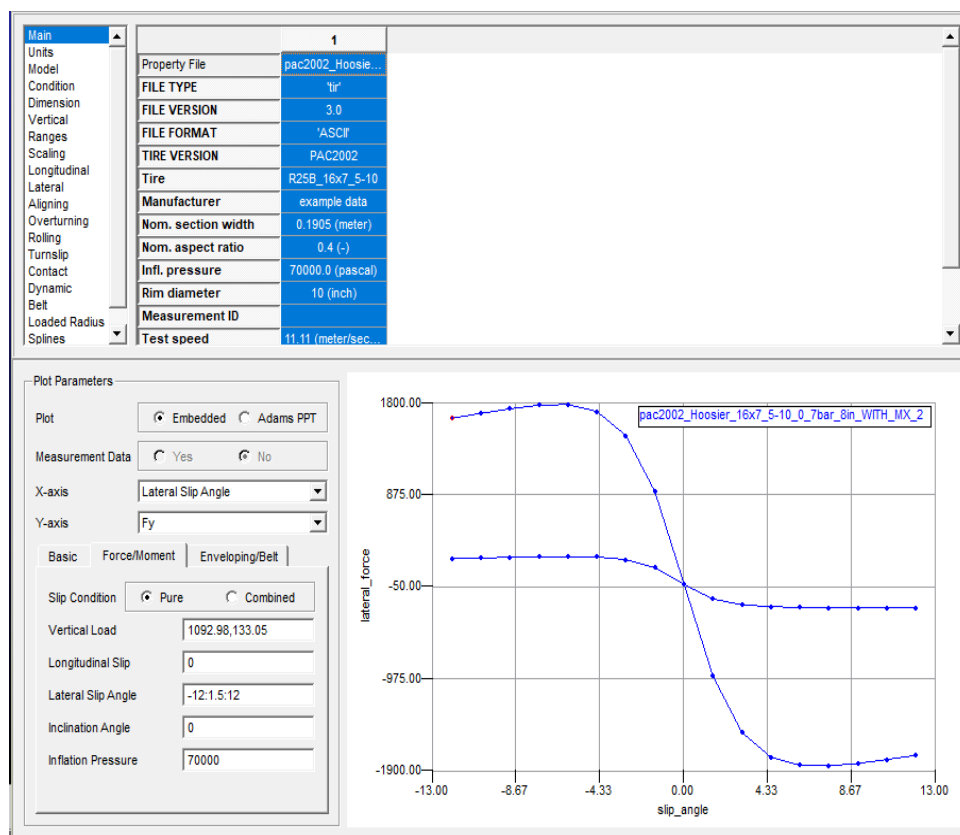 Main
Units
Model
Condition
Dimension
Vertical
Ranges
Scaling
Longitudinal
Lateral
Aligning
Overturning
Rolling
Turnslip
Contact
Dynamic
Belt
Loaded Radius
Splines
1
Property File pac2002_Hoosie...
FILE TYPE 'tir'
FILE VERSION 3.0
FILE FORMAT 'ASCII'
TIRE VERSION PAC2002
Tire R25B_16x7_5-10
Manufacturer example data
Nom. section width 0.1905 (meter)
Nom. aspect ratio 0.4 (-)
Infl. pressure 70000.0 (pascal)
Rim diameter 10 (inch)
Measurement ID
Test speed 11.11 (meter/sec...
Plot Parameters
Plot Embedded Adams PPT
Measurement Data Yes No
X-axis Lateral Slip Angle
Y-axis Fy
Basic Force/Moment Enveloping/Belt
Slip Condition Pure Combined
Vertical Load 1092.98,133.05
Longitudinal Slip 0
Lateral Slip Angle -12:1.5:12
Inclination Angle 0
Inflation Pressure 70000
pac2002_Hoosier_16x7_5-10_0_7bar_8in_WITH_MX_2
1800.00
875.00
-50.00
-975.00
-1900.00
lateral_force
-13.00 -8.67 -4.33 0.00 4.33 8.67 13.00
slip_angle